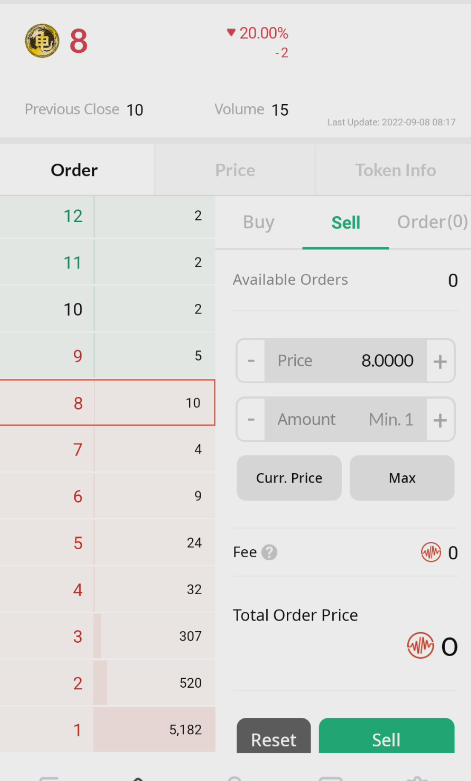 龜
8
▼ 20.00%
-2
Previous Close 10
Volume 15
Last Update: 2022-09-08 08:17
Order
Price
Token Info
12 2
11 2
10 2
9 5
8 10
7 4
6 9
5 24
4 32
3 307
2 520
1 5,182
Buy
Sell
Order(0)
Available Orders 0
- Price 8.0000 +
- Amount Min. 1 +
Curr. Price
Max
Fee ? 0
Total Order Price
0
Reset
Sell